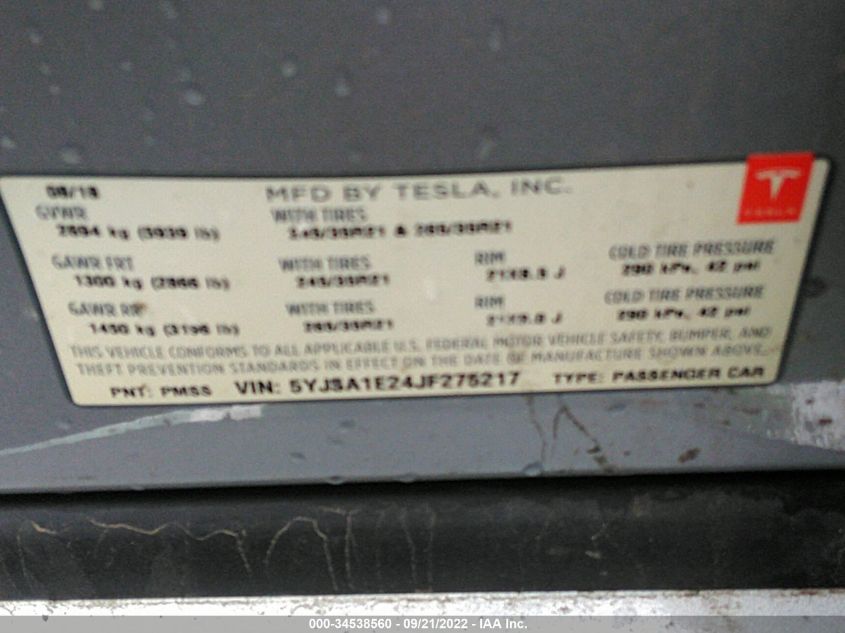 08/18 MFD BY TESLA, INC. TESLA
GVWR WITH TIRES
2694 kg (5939 lb) 245/35R21 & 265/35R21
GAWR FRT WITH TIRES RIM COLD TIRE PRESSURE
1300 kg (2866 lb) 245/35R21 21X8.5 J 290 kPa, 42 psi
GAWR RR WITH TIRES RIM COLD TIRE PRESSURE
1450 kg (3196 lb) 265/35R21 21X9.0 J 290 kPa, 42 psi
THIS VEHICLE CONFORMS TO ALL APPLICABLE U.S. FEDERAL MOTOR VEHICLE SAFETY, BUMPER, AND
THEFT PREVENTION STANDARDS IN EFFECT ON THE DATE OF MANUFACTURE SHOWN ABOVE.
PNT: PMSS VIN: 5YJSA1E24JF275217 TYPE: PASSENGER CAR
000-34538560 - 09/21/2022 - IAA Inc.